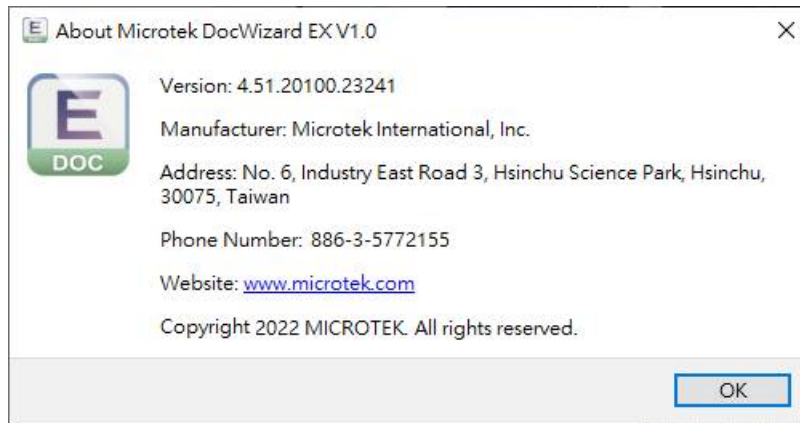 About Microtek DocWizard EX V1.0
E
DOC
Version: 4.51.20100.23241
Manufacturer: Microtek International, Inc.
Address: No. 6, Industry East Road 3, Hsinchu Science Park, Hsinchu,
30075, Taiwan
Phone Number: 886-3-5772155
Website: www.microtek.com
Copyright 2022 MICROTEK. All rights reserved.
OK